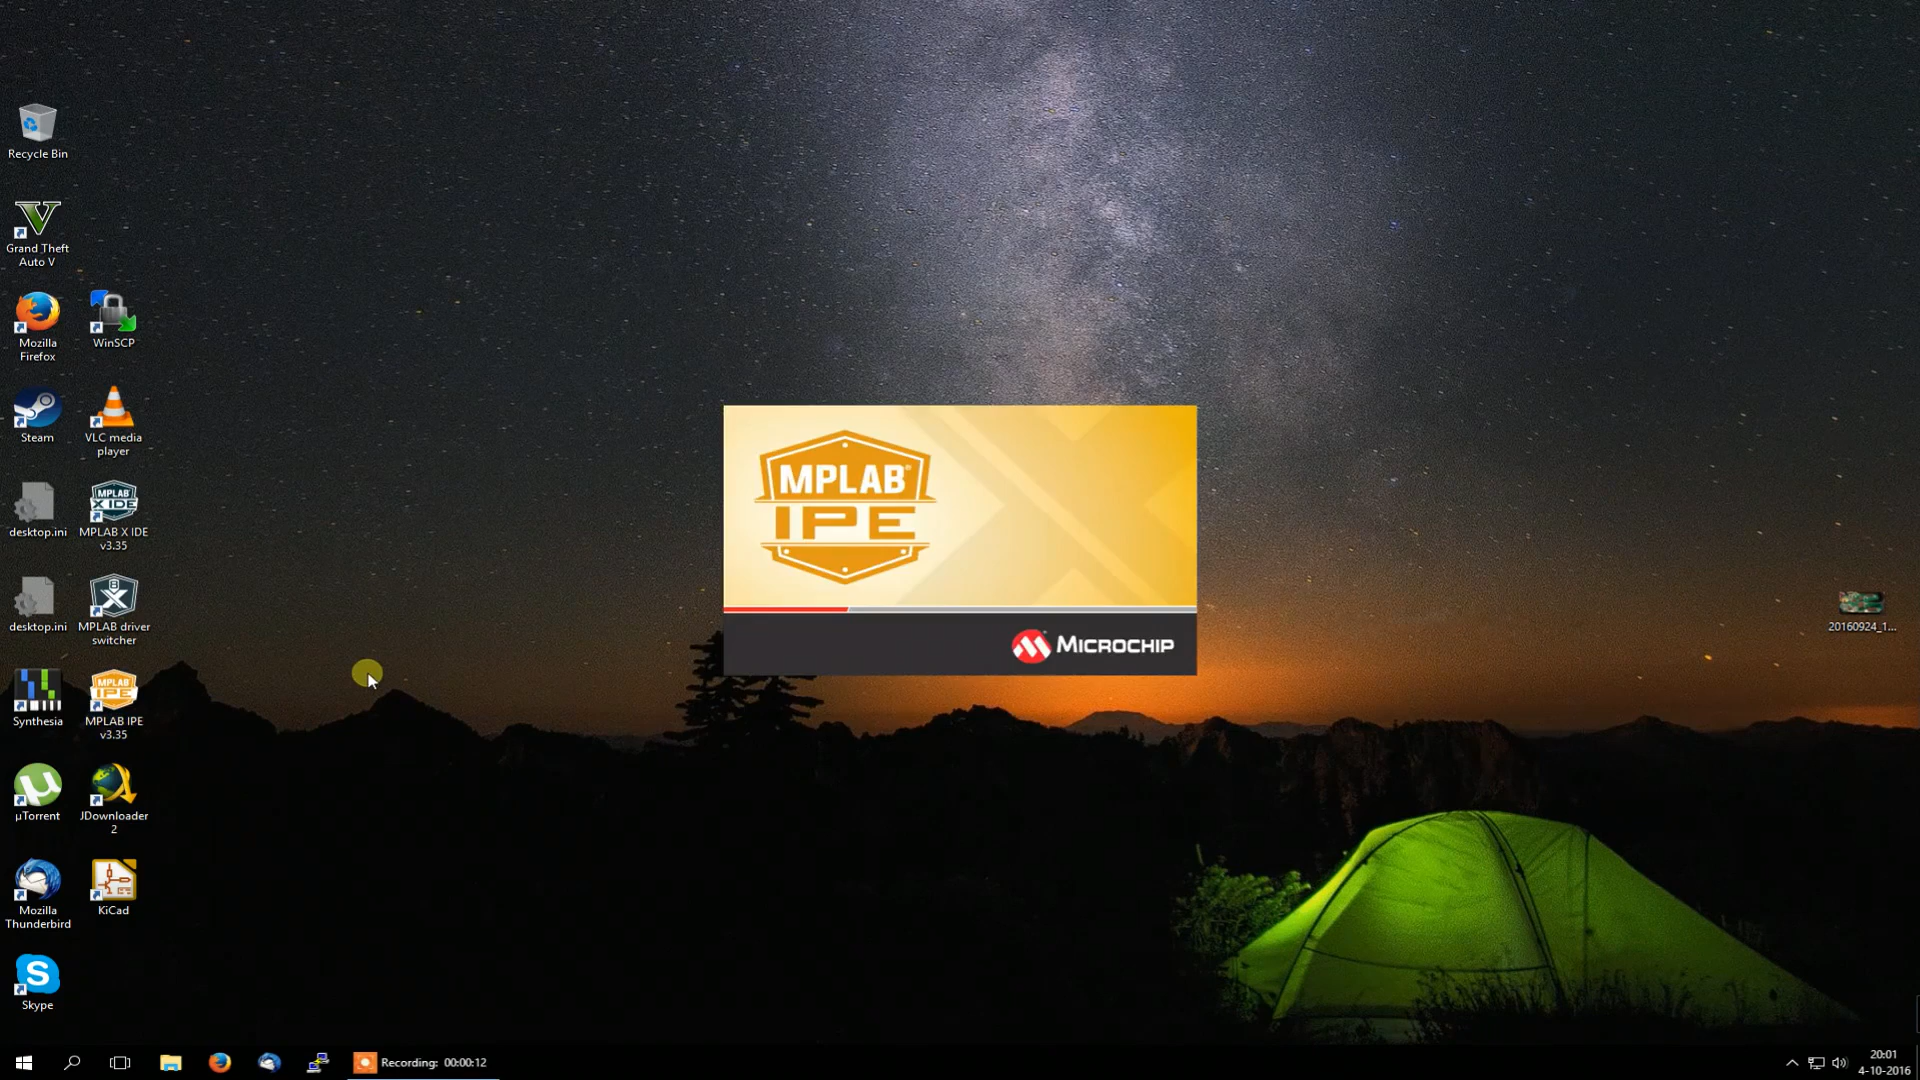 Recycle Bin
Grand Theft
Auto V
Mozilla
Firefox
WinSCP
Steam
VLC media
player
desktop.ini
MPLAB
X IDE
MPLAB X IDE
v3.35
desktop.ini
MPLAB driver
switcher
Synthesia
MPLAB
IPE
MPLAB IPE
v3.35
µTorrent
JDownloader
2
Mozilla
Thunderbird
KiCad
Skype
MPLAB®
IPE
MICROCHIP
20160924_1...
Recording: 00:00:12
20:01
4-10-2016